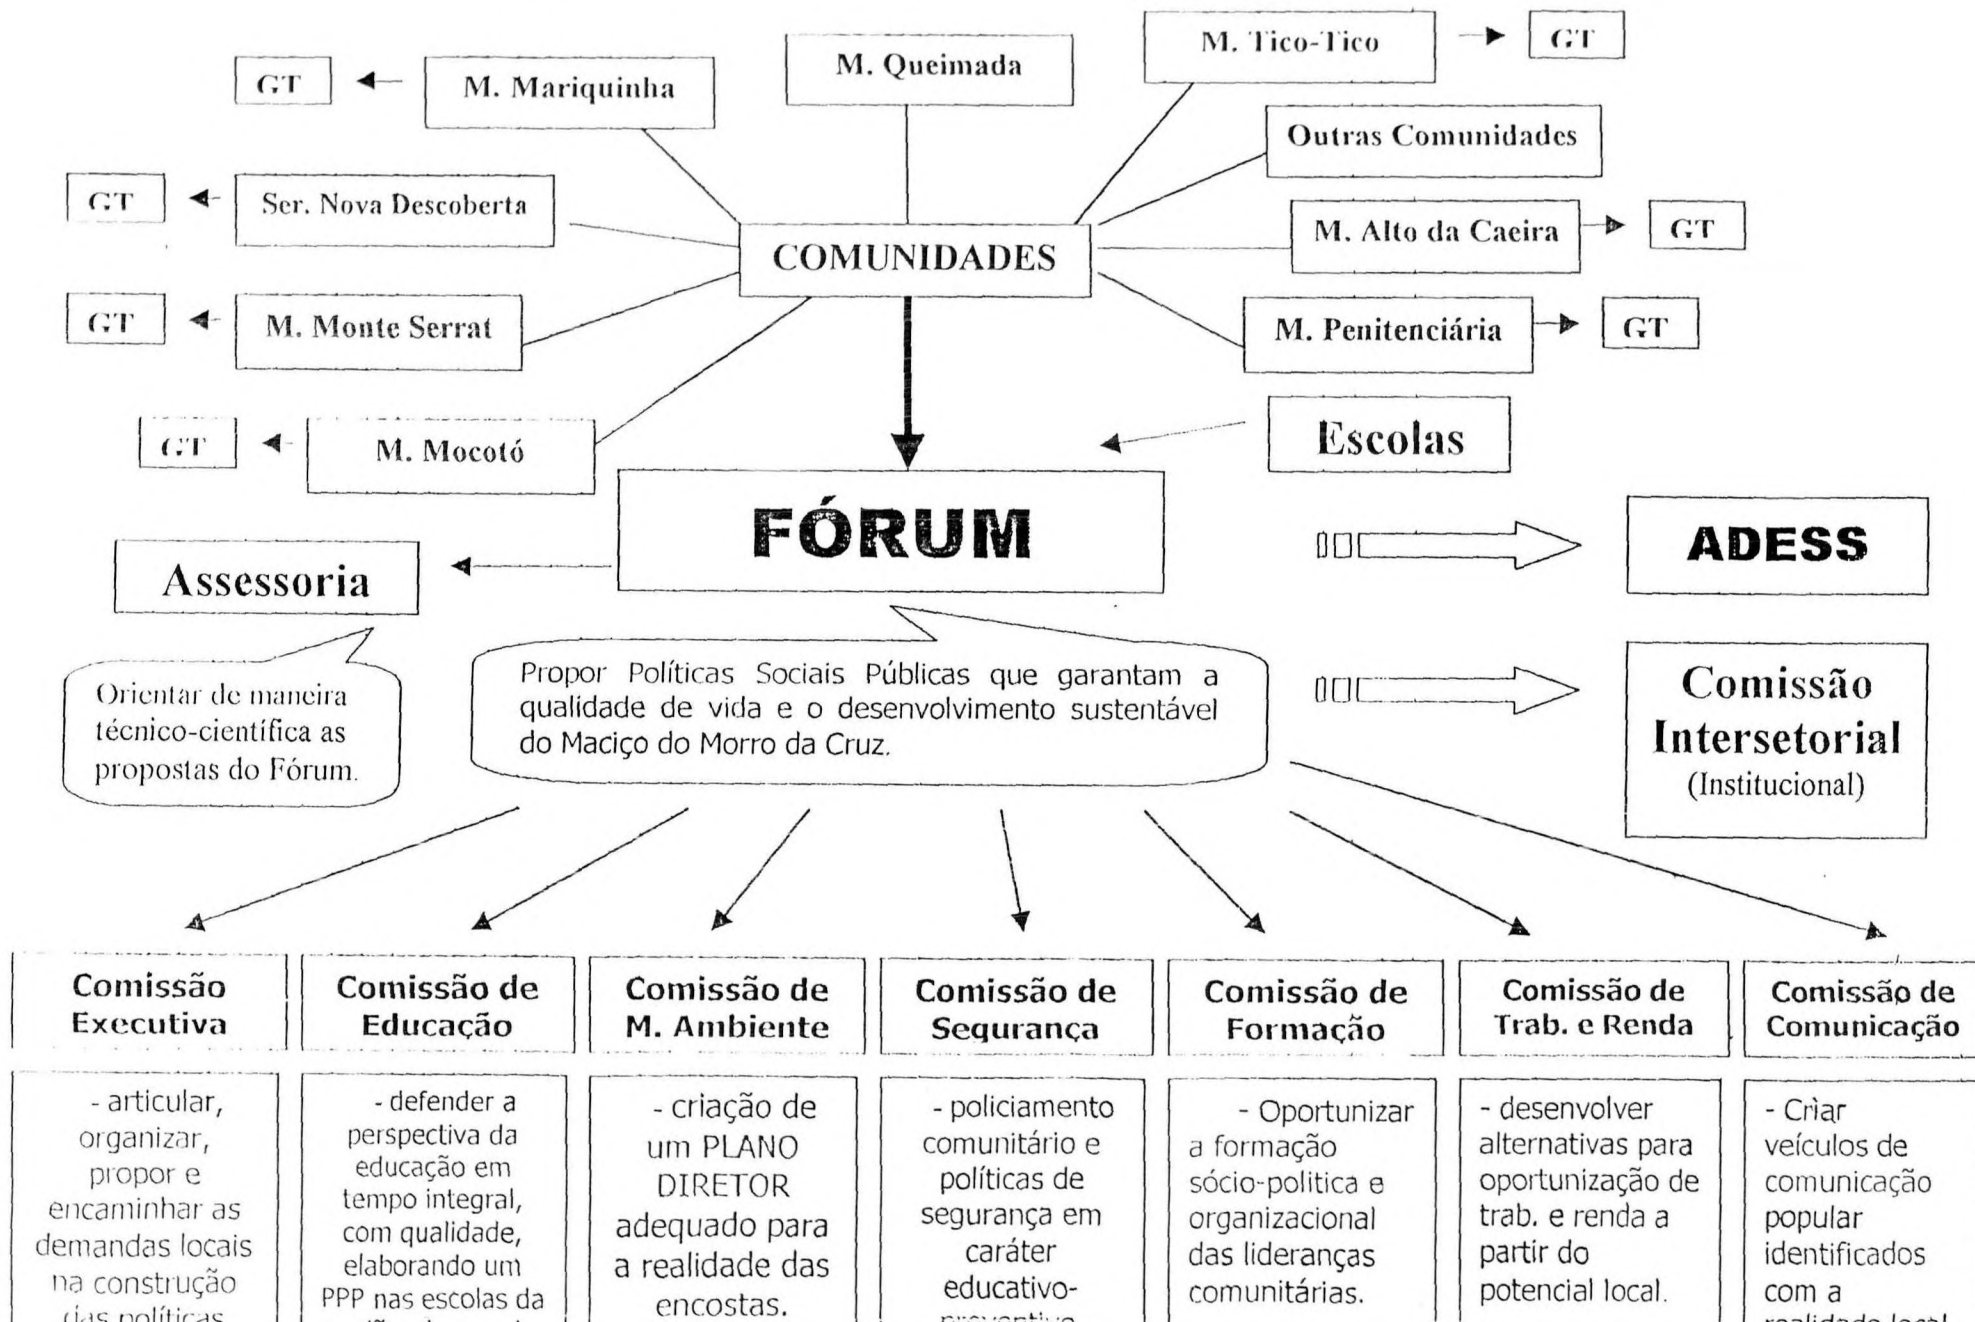 M. Tico-Tico
GT
M. Queimada
GT
M. Mariquinha
Outras Comunidades
GT
Ser. Nova Descoberta
M. Alto da Caeira
GT
COMUNIDADES
GT
M. Monte Serrat
M. Penitenciária
GT
GT
M. Mocotó
Escolas
FÓRUM
ADESS
Assessoria
Propor Políticas Sociais Públicas que garantam a
qualidade de vida e o desenvolvimento sustentável
do Maciço do Morro da Cruz.
Orientar de maneira
técnico-científica as
propostas do Fórum.
Comissão
Intersetorial
(Institucional)
Comissão
Executiva
Comissão de
Educação
Comissão de
M. Ambiente
Comissão de
Segurança
Comissão de
Formação
Comissão de
Trab. e Renda
Comissão de
Comunicação
- articular,
organizar,
propor e
encaminhar as
demandas locais
na construção
das políticas
- defender a
perspectiva da
educação em
tempo integral,
com qualidade,
elaborando um
PPP nas escolas da
- criação de
um PLANO
DIRETOR
adequado para
a realidade das
encostas.
- policiamento
comunitário e
políticas de
segurança em
caráter
educativo-
preventivo
- Oportunizar
a formação
sócio-politica e
organizacional
das lideranças
comunitárias.
- desenvolver
alternativas para
oportunização de
trab. e renda a
partir do
potencial local.
- Criar
veículos de
comunicação
popular
identificados
com a
realidade local